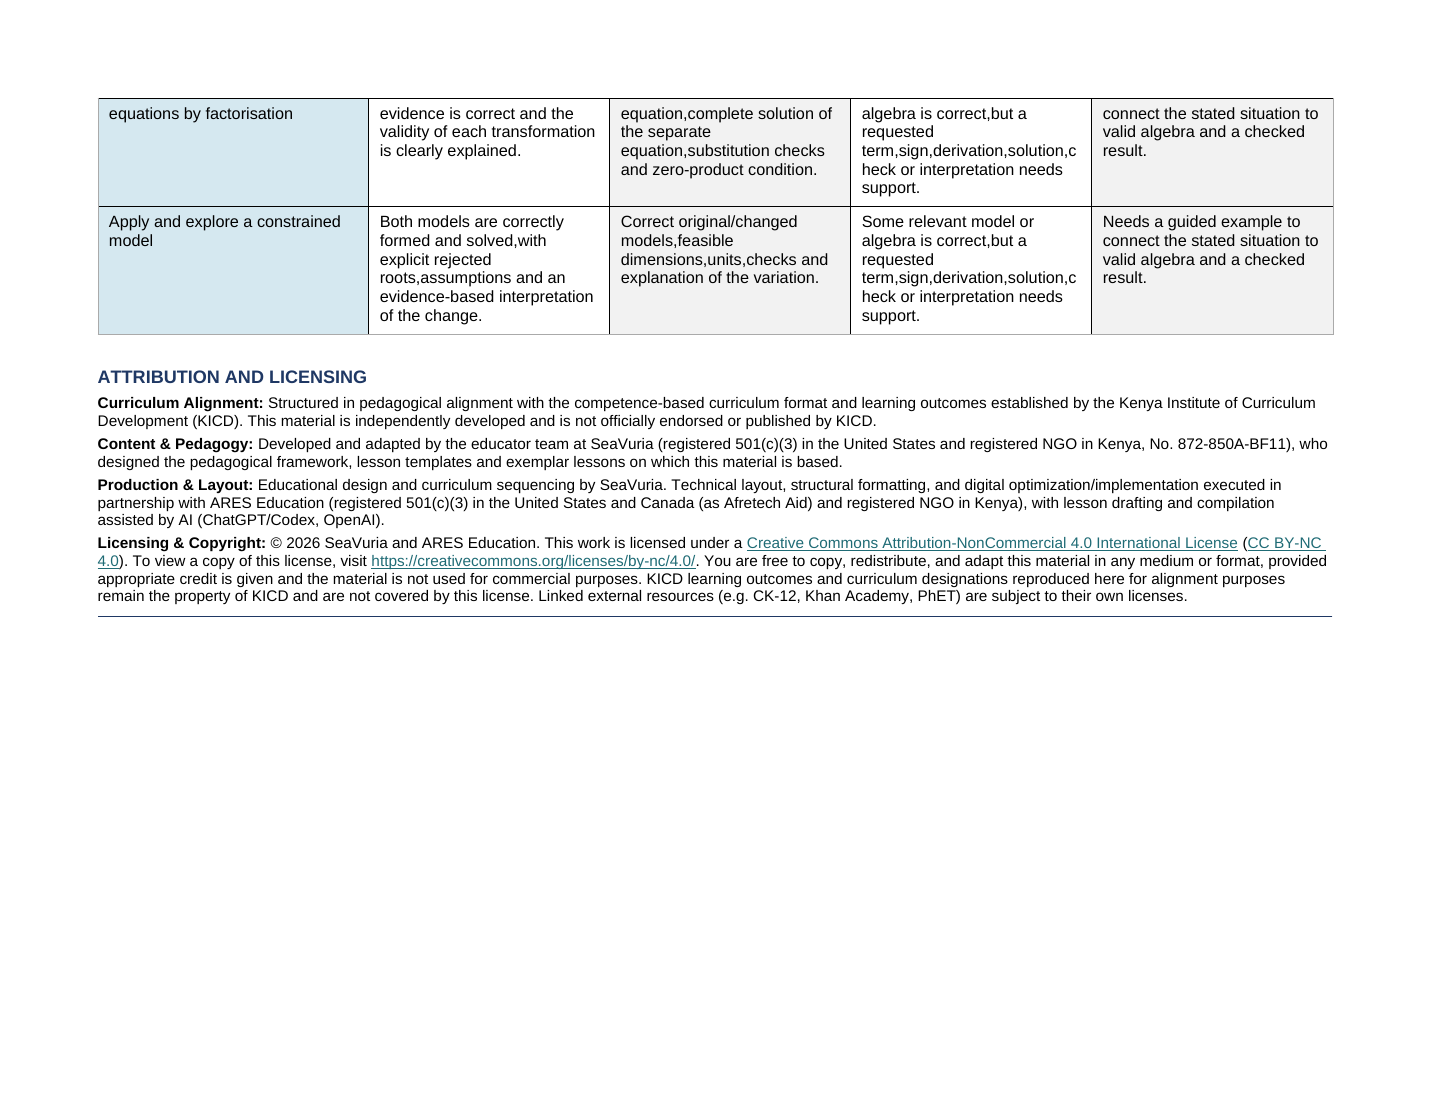 equations by factorisation
evidence is correct and the
validity of each transformation
is clearly explained.
equation,complete solution of
the separate
equation,substitution checks
and zero-product condition.
algebra is correct,but a
requested
term,sign,derivation,solution,c
heck or interpretation needs
support.
connect the stated situation to
valid algebra and a checked
result.
Apply and explore a constrained
model
Both models are correctly
formed and solved,with
explicit rejected
roots,assumptions and an
evidence-based interpretation
of the change.
Correct original/changed
models,feasible
dimensions,units,checks and
explanation of the variation.
Some relevant model or
algebra is correct,but a
requested
term,sign,derivation,solution,c
heck or interpretation needs
support.
Needs a guided example to
connect the stated situation to
valid algebra and a checked
result.
ATTRIBUTION AND LICENSING
Curriculum Alignment: Structured in pedagogical alignment with the competence-based curriculum format and learning outcomes established by the Kenya Institute of Curriculum
Development (KICD). This material is independently developed and is not officially endorsed or published by KICD.
Content & Pedagogy: Developed and adapted by the educator team at SeaVuria (registered 501(c)(3) in the United States and registered NGO in Kenya, No. 872-850A-BF11), who
designed the pedagogical framework, lesson templates and exemplar lessons on which this material is based.
Production & Layout: Educational design and curriculum sequencing by SeaVuria. Technical layout, structural formatting, and digital optimization/implementation executed in
partnership with ARES Education (registered 501(c)(3) in the United States and Canada (as Afretech Aid) and registered NGO in Kenya), with lesson drafting and compilation
assisted by AI (ChatGPT/Codex, OpenAI).
Licensing & Copyright: © 2026 SeaVuria and ARES Education. This work is licensed under a Creative Commons Attribution-NonCommercial 4.0 International License (CC BY-NC
4.0). To view a copy of this license, visit https://creativecommons.org/licenses/by-nc/4.0/. You are free to copy, redistribute, and adapt this material in any medium or format, provided
appropriate credit is given and the material is not used for commercial purposes. KICD learning outcomes and curriculum designations reproduced here for alignment purposes
remain the property of KICD and are not covered by this license. Linked external resources (e.g. CK-12, Khan Academy, PhET) are subject to their own licenses.